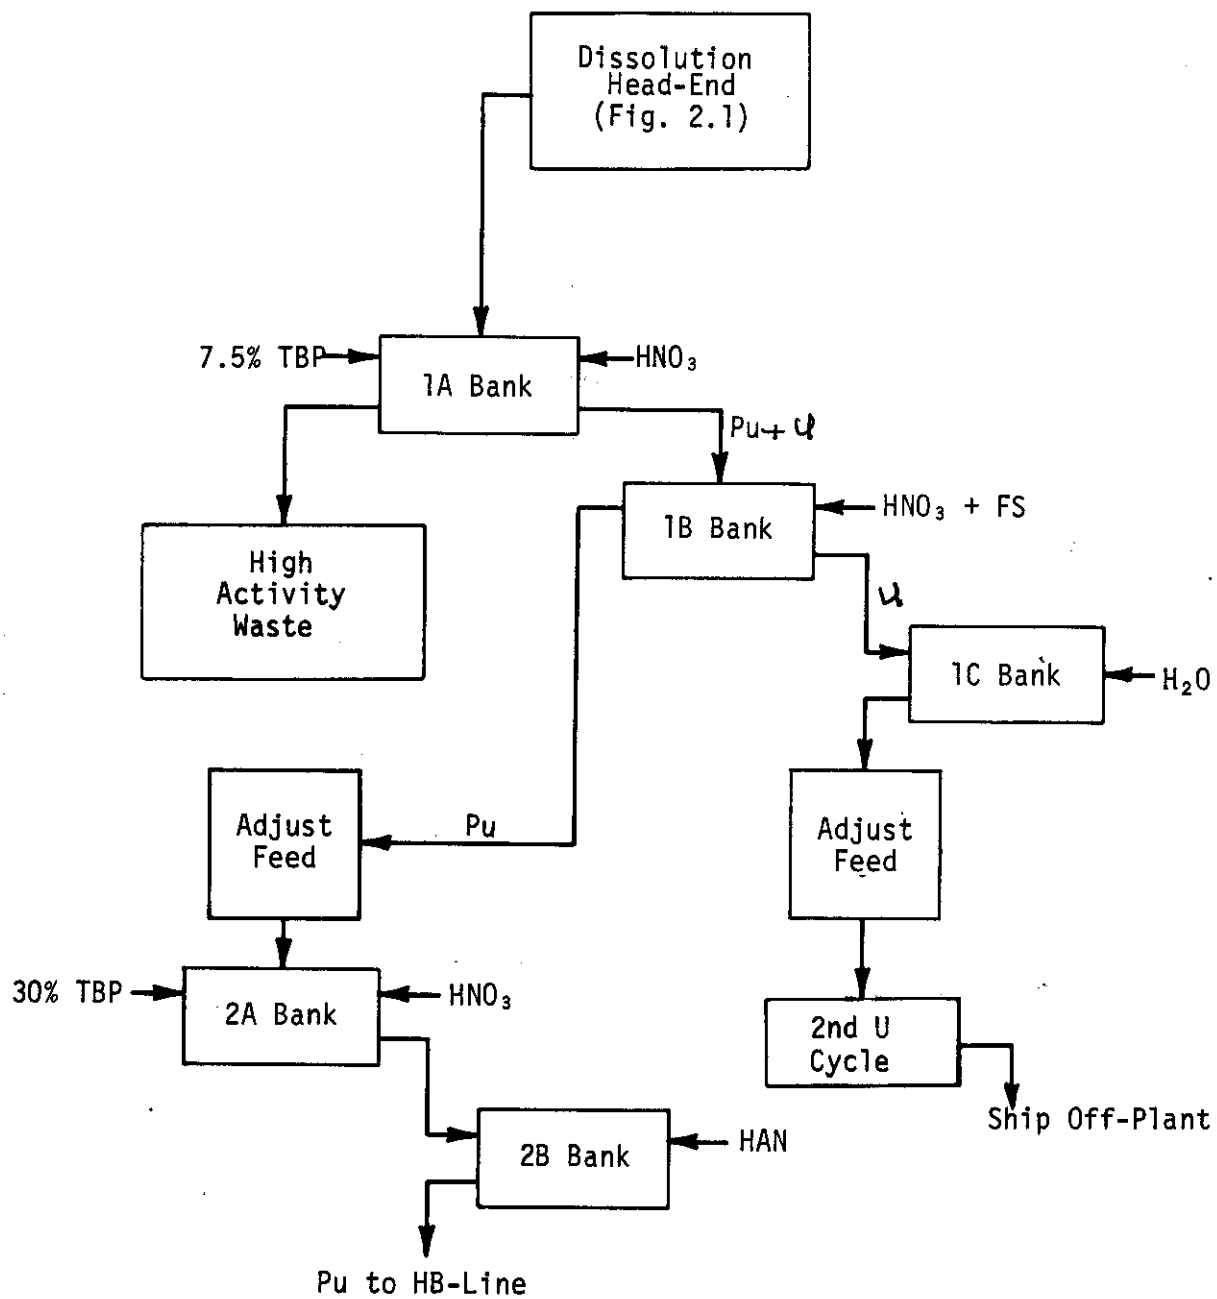 Dissolution
Head-End
(Fig. 2.1)
7.5% TBP
HNO₃
1A Bank
Pu + U
HNO₃ + FS
1B Bank
High
Activity
Waste
U
1C Bank
H₂O
Adjust
Feed
Pu
Adjust
Feed
30% TBP
HNO₃
2A Bank
2nd U
Cycle
Ship Off-Plant
HAN
2B Bank
Pu to HB-Line